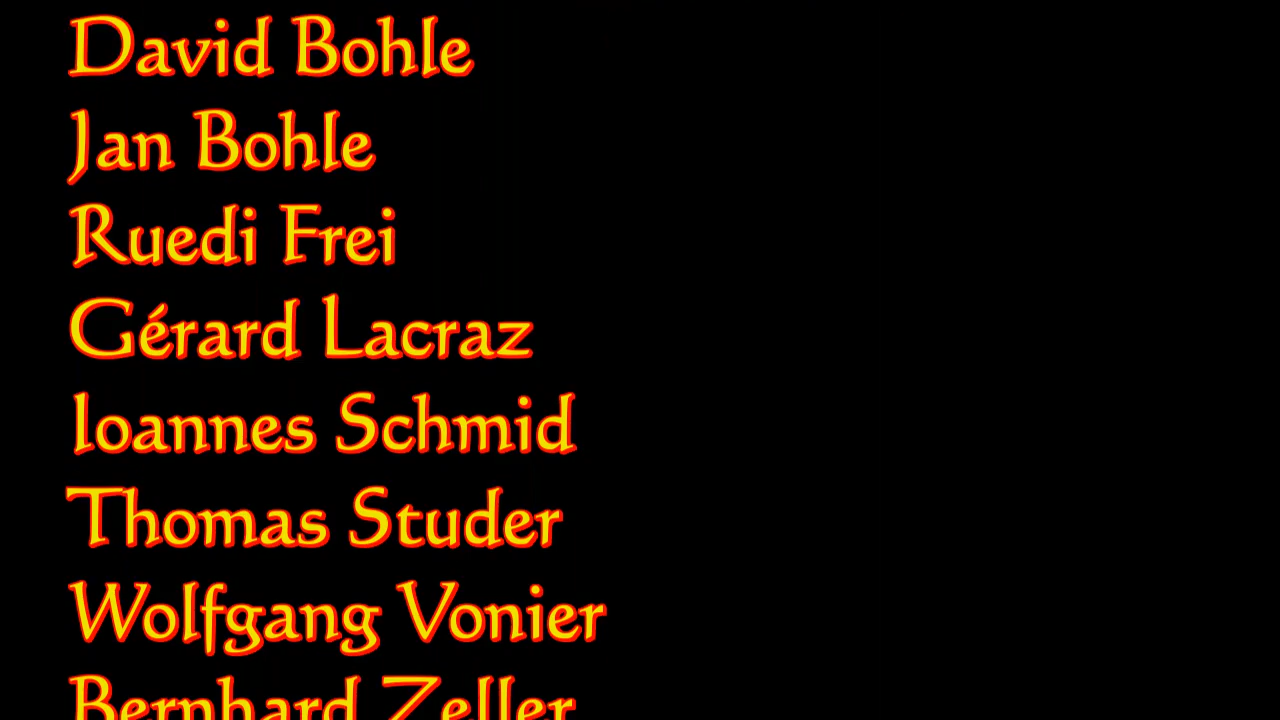 David Bohle
Jan Bohle
Ruedi Frei
Gérard Lacraz
Ioannes Schmid
Thomas Studer
Wolfgang Vonier
Bernhard Zeller